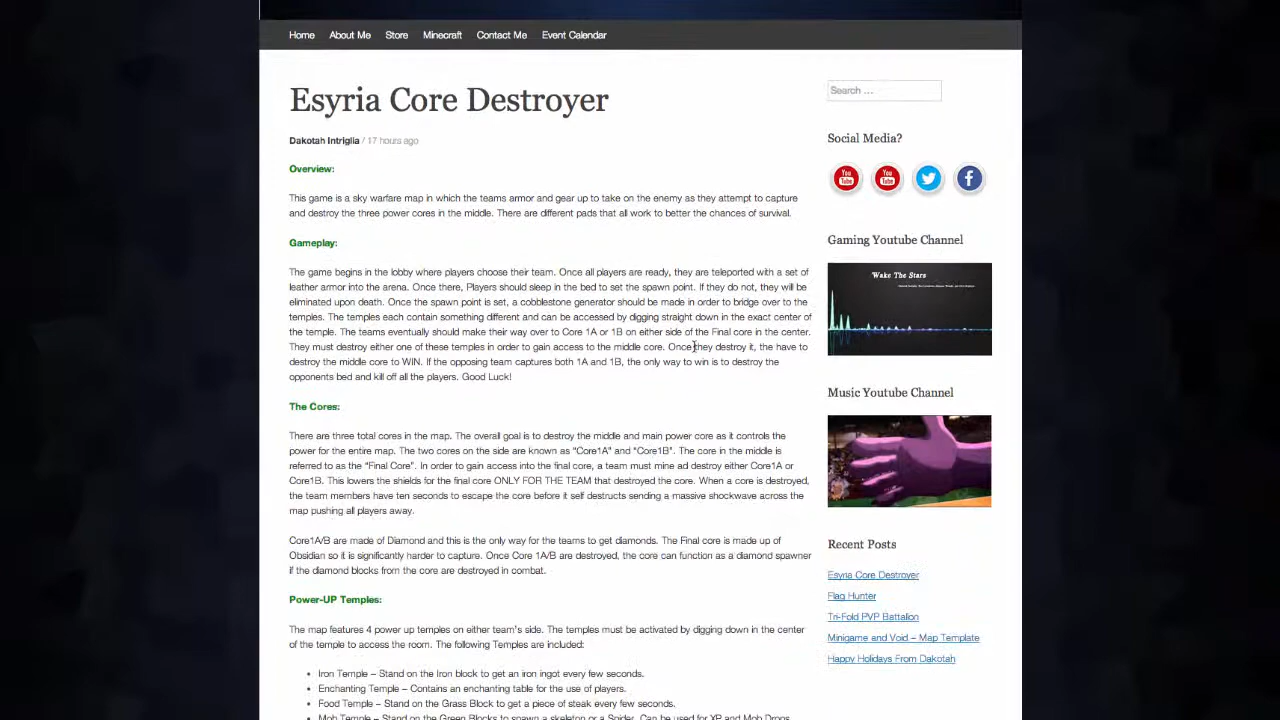 Home About Me Store Minecraft Contact Me Event Calendar
Esyria Core Destroyer
Dakotah Intriglia / 17 hours ago
Overview:
This game is a sky warfare map in which the teams armor and gear up to take on the enemy as they attempt to capture
and destroy the three power cores in the middle. There are different pads that all work to better the chances of survival.
Gameplay:
The game begins in the lobby where players choose their team. Once all players are ready, they are teleported with a set of
leather armor into the arena. Once there, Players should sleep in the bed to set the spawn point. If they do not, they will be
eliminated upon death. Once the spawn point is set, a cobblestone generator should be made in order to bridge over to the
temples. The temples each contain something different and can be accessed by digging straight down in the exact center of
the temple. The teams eventually should make their way over to Core 1A or 1B on either side of the Final core in the center.
They must destroy either one of these temples in order to gain access to the middle core. Once they destroy it, the have to
destroy the middle core to WIN. If the opposing team captures both 1A and 1B, the only way to win is to destroy the
opponents bed and kill off all the players. Good Luck!
The Cores:
There are three total cores in the map. The overall goal is to destroy the middle and main power core as it controls the
power for the entire map. The two cores on the side are known as “Core1A” and “Core1B”. The core in the middle is
referred to as the “Final Core”. In order to gain access into the final core, a team must mine ad destroy either Core1A or
Core1B. This lowers the shields for the final core ONLY FOR THE TEAM that destroyed the core. When a core is destroyed,
the team members have ten seconds to escape the core before it self destructs sending a massive shockwave across the
map pushing all players away.
Core1A/B are made of Diamond and this is the only way for the teams to get diamonds. The Final core is made up of
Obsidian so it is significantly harder to capture. Once Core 1A/B are destroyed, the core can function as a diamond spawner
if the diamond blocks from the core are destroyed in combat.
Power-UP Temples:
The map features 4 power up temples on either team’s side. The temples must be activated by digging down in the center
of the temple to access the room. The following Temples are included:
• Iron Temple – Stand on the Iron block to get an iron ingot every few seconds.
• Enchanting Temple – Contains an enchanting table for the use of players.
• Food Temple – Stand on the Grass Block to get a piece of steak every few seconds.
• Mob Temple – Stand on the Green Blocks to spawn a skeleton or a Spider. Can be used for XP and Mob Drops.
Search ...
Social Media?
You Tube
You Tube
Gaming Youtube Channel
Wake The Stars
Music Youtube Channel
Recent Posts
Esyria Core Destroyer
Flag Hunter
Tri-Fold PVP Battalion
Minigame and Void – Map Template
Happy Holidays From Dakotah